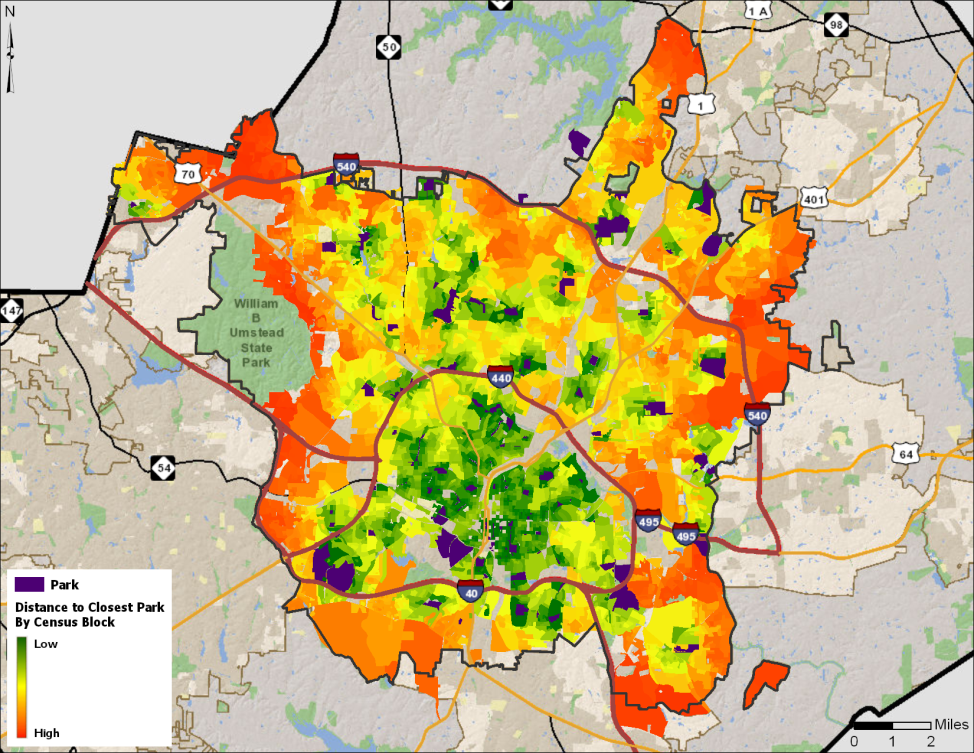 N
50
1 A
98
1
540
70
401
William
B
Umstead
State
Park
147
440
540
54
64
495
495
40
Park
Distance to Closest Park
By Census Block
Low
High
Miles
0 1 2